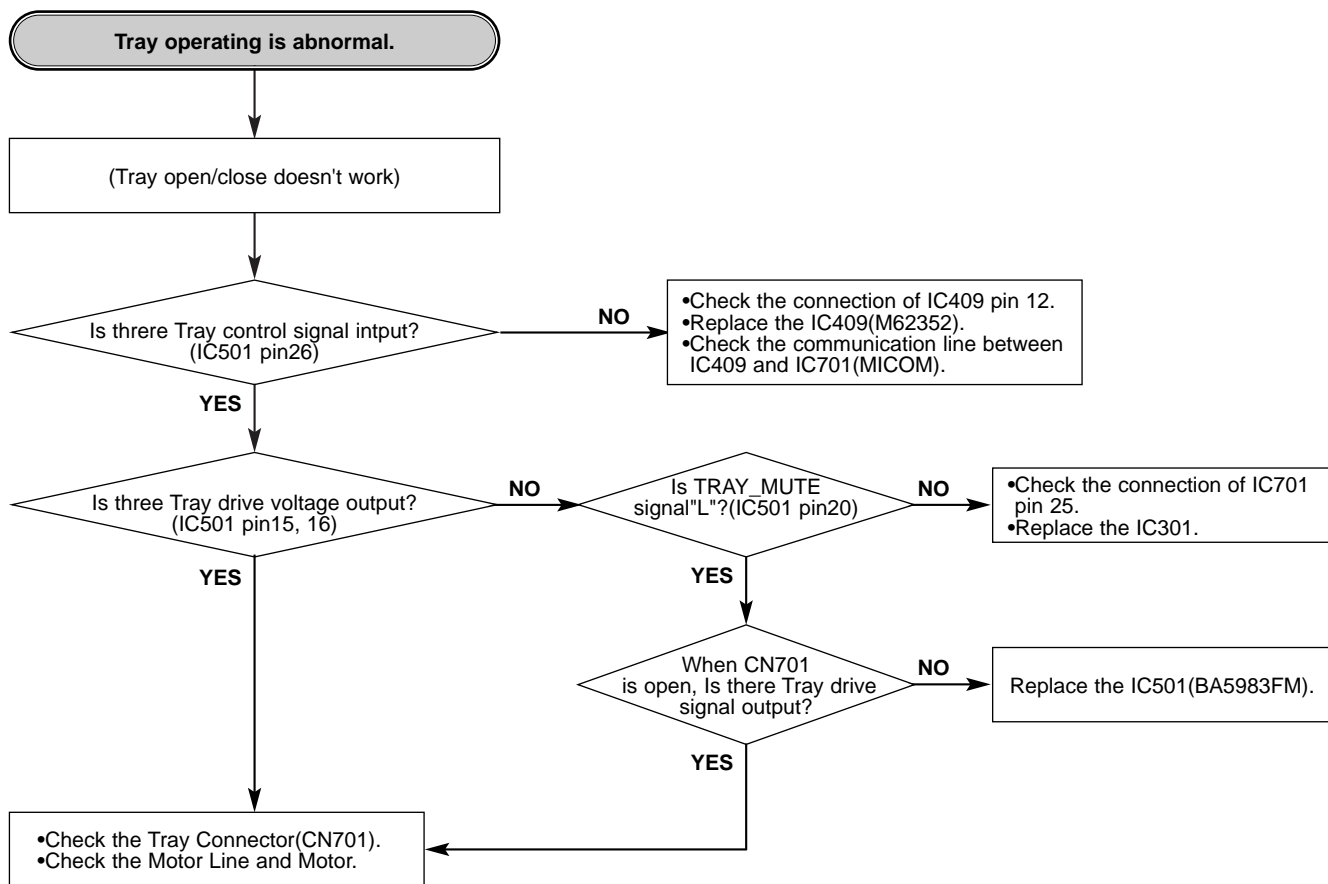 Tray operating is abnormal.
(Tray open/close doesn't work)
Is threre Tray control signal intput?
(IC501 pin26)
NO
•Check the connection of IC409 pin 12.
•Replace the IC409(M62352).
•Check the communication line between
IC409 and IC701(MICOM).
YES
Is three Tray drive voltage output?
(IC501 pin15, 16)
NO
Is TRAY_MUTE
signal"L"?(IC501 pin20)
NO
•Check the connection of IC701
pin 25.
•Replace the IC301.
YES
YES
When CN701
is open, Is there Tray drive
signal output?
NO
Replace the IC501(BA5983FM).
YES
•Check the Tray Connector(CN701).
•Check the Motor Line and Motor.